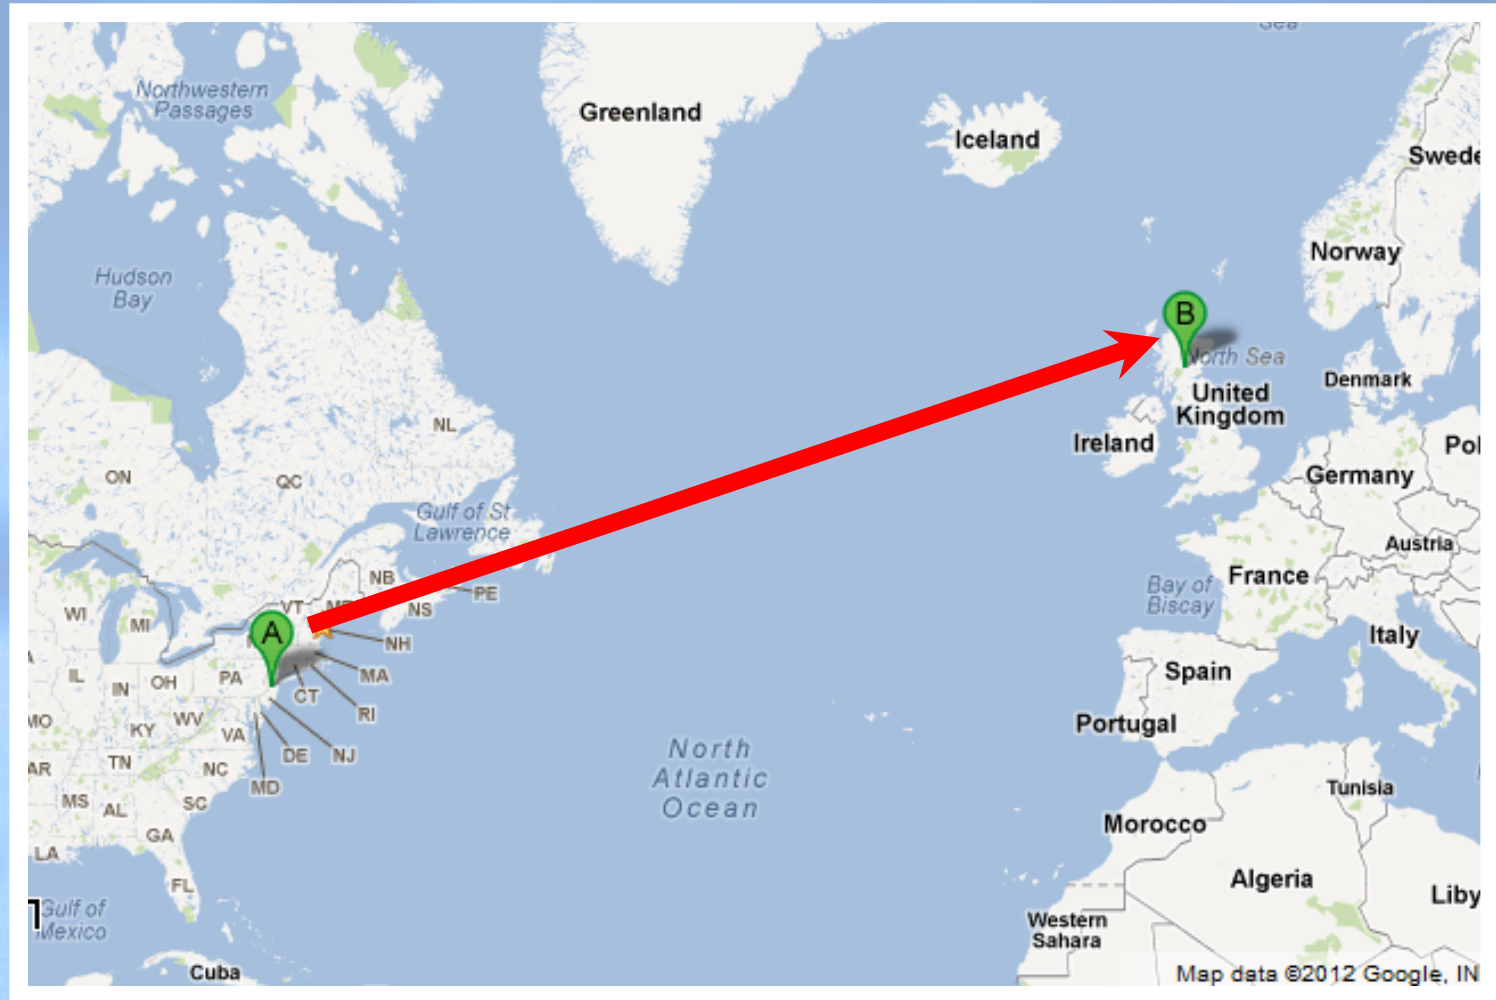 Sea
Northwestern
Passages
Greenland
Iceland
Swede
Norway
Hudson
Bay
B
North Sea
Denmark
United
Kingdom
NL
Ireland
Pol
ON
QC
Germany
Gulf of St
Lawrence
Austria
NB
PE
France
Bay of
Biscay
VT
NS
WI
MI
A
NH
Italy
IL
IN
OH
PA
CT
MA
Spain
RI
MO
KY
WV
VA
DE
NJ
Portugal
North
Atlantic
Ocean
AR
TN
NC
MD
Tunisia
MS
AL
SC
GA
Morocco
LA
FL
Algeria
Liby
Gulf of
Mexico
Western
Sahara
Cuba
Map data ©2012 Google, IN